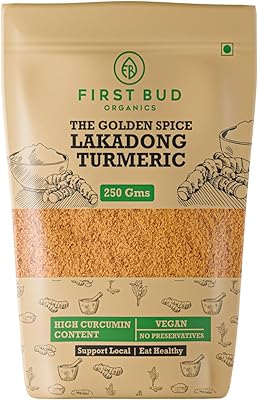 FB
FIRST BUD
ORGANICS
THE GOLDEN SPICE
LAKADONG
TURMERIC
250 Gms
HIGH CURCUMIN
CONTENT
VEGAN
NO PRESERVATIVES
Support Local | Eat Healthy